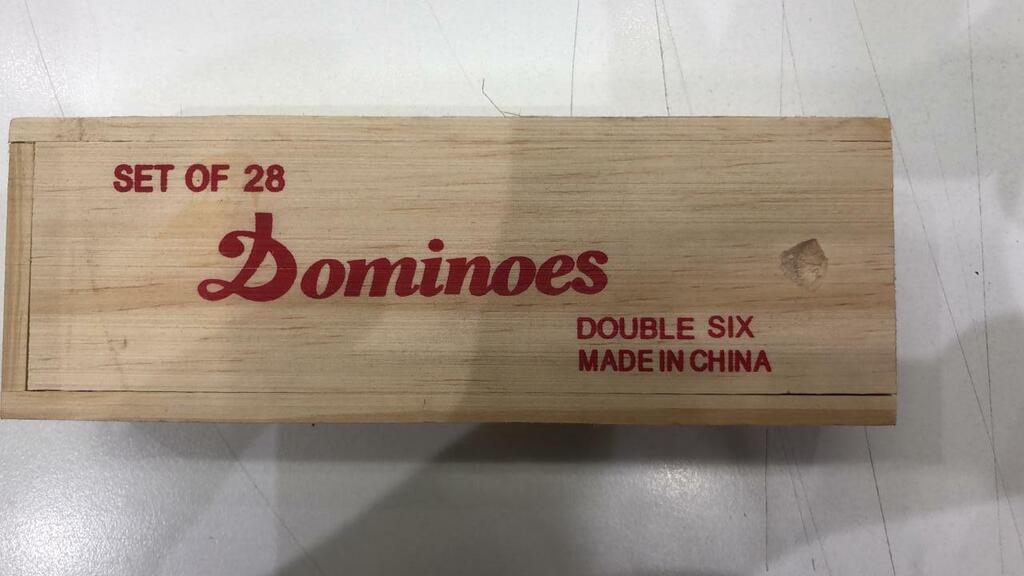 SET OF 28
Dominoes
DOUBLE SIX
MADE IN CHINA